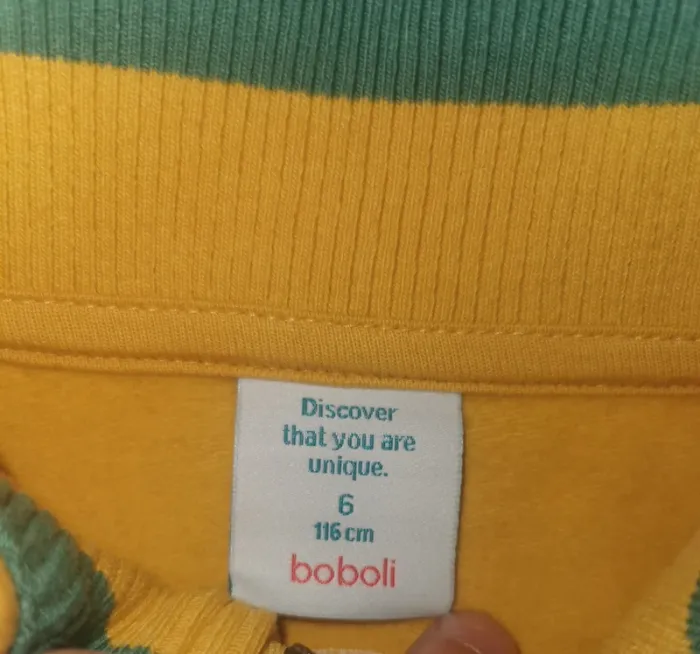 Discover
that you are
unique.
6
116 cm
boboli